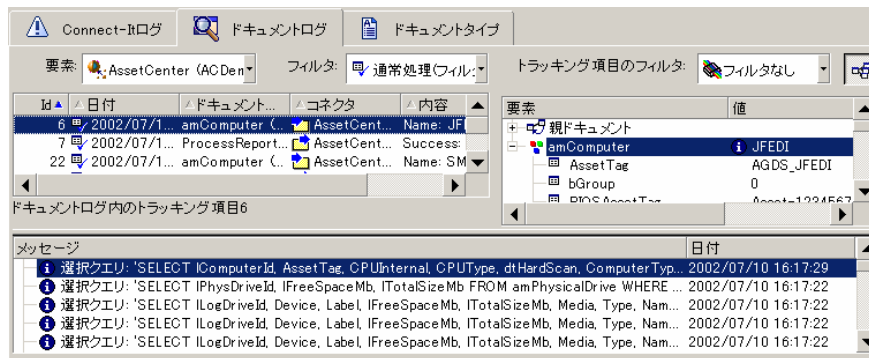 Connect-Itログ ドキュメントログ ドキュメントタイプ
要素: AssetCenter (ACDen フィルタ: 通常処理(フィル: トラッキング項目のフィルタ: フィルタなし
Id 日付 ドキュメント... コネクタ 内容
6 2002/07/1... amComputer (... AssetCent... Name: JFI
7 2002/07/1... ProcessReport... AssetCent... Success:
22 2002/07/1... amComputer (... AssetCent... Name: SM
ドキュメントログ内のトラッキング項目6
要素 値
親ドキュメント
amComputer JFEDI
AssetTag AGDS_JFEDI
bGroup 0
BIOSAssetTag Asset-1234567
メッセージ 日付
選択クエリ: 'SELECT lComputerId, AssetTag, CPUInternal, CPUType, dtHardScan, ComputerTyp... 2002/07/10 16:17:29
選択クエリ: 'SELECT lPhysDriveId, lFreeSpaceMb, lTotalSizeMb FROM amPhysicalDrive WHERE ... 2002/07/10 16:17:22
選択クエリ: 'SELECT lLogDriveId, Device, Label, lFreeSpaceMb, lTotalSizeMb, Media, Type, Nam... 2002/07/10 16:17:22
選択クエリ: 'SELECT lLogDriveId, Device, Label, lFreeSpaceMb, lTotalSizeMb, Media, Type, Nam... 2002/07/10 16:17:22
選択クエリ: 'SELECT lLogDriveId, Device, Label, lFreeSpaceMb, lTotalSizeMb, Media, Type, Nam... 2002/07/10 16:17:22